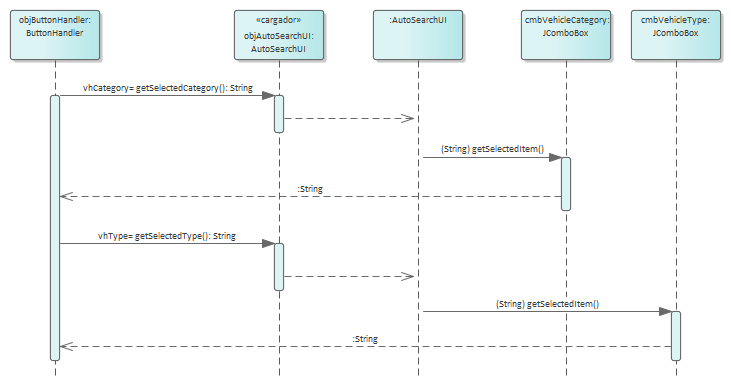 objButtonHandler:
ButtonHandler
«cargador»
objAutoSearchUI:
AutoSearchUI
:AutoSearchUI
cmbVehicleCategory:
JComboBox
cmbVehicleType:
JComboBox
vhCategory= getSelectedCategory(): String
(String) getSelectedItem()
:String
vhType= getSelectedType(): String
(String) getSelectedItem()
:String